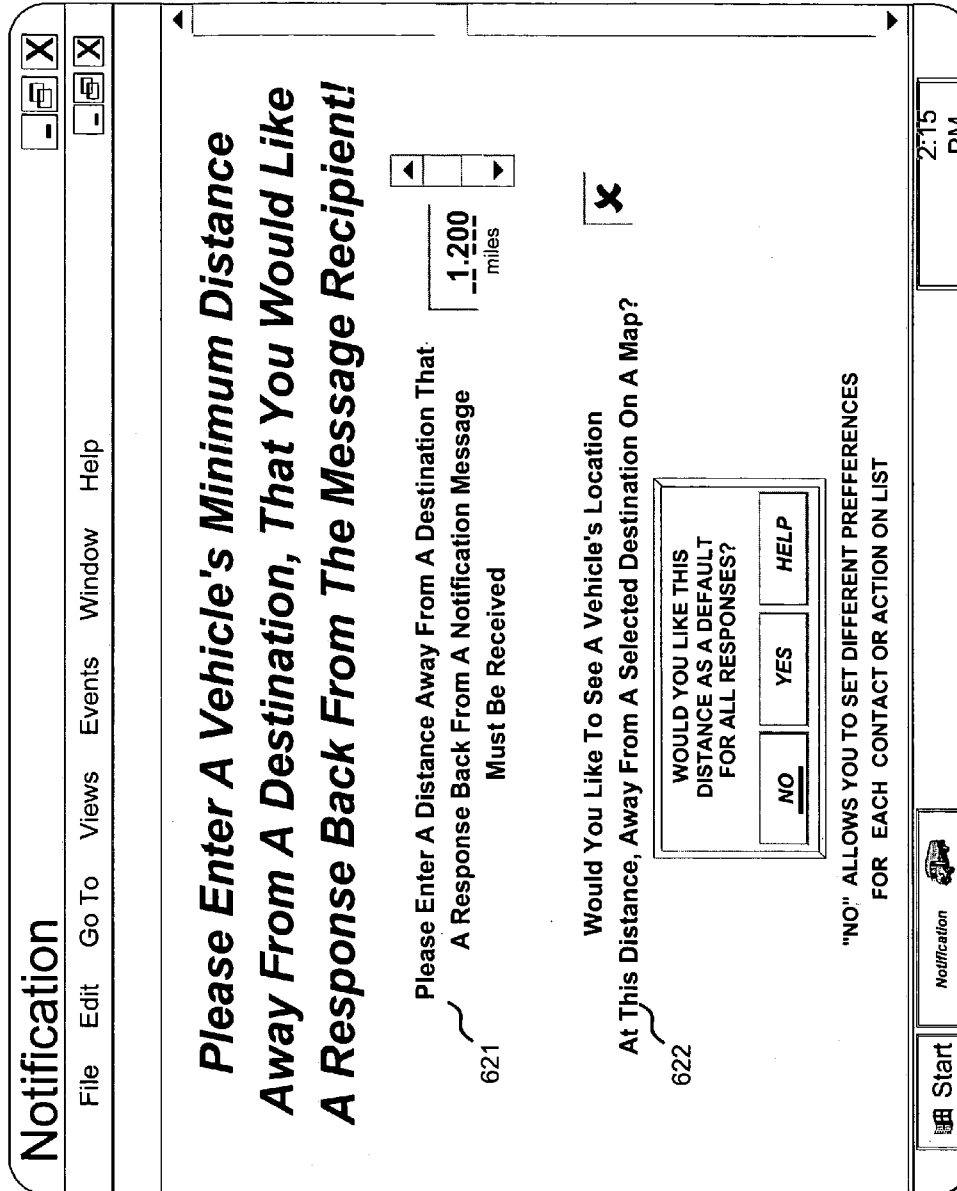 Notification
File Edit Go To Views Events Window Help
Please Enter A Vehicle's Minimum Distance
Away From A Destination, That You Would Like
A Response Back From The Message Recipient!
Please Enter A Distance Away From A Destination That
A Response Back From A Notification Message
Must Be Received
1.200
miles
621
Would You Like To See A Vehicle's Location
At This Distance, Away From A Selected Destination On A Map?
622
WOULD YOU LIKE THIS
DISTANCE AS A DEFAULT
FOR ALL RESPONSES?
NO YES HELP
"NO" ALLOWS YOU TO SET DIFFERENT PREFFERENCES
FOR EACH CONTACT OR ACTION ON LIST
Start Notification 2:15
PM